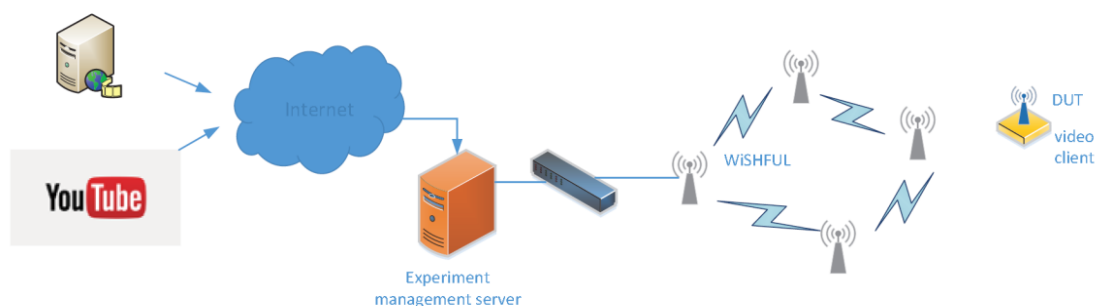 Internet
YouTube
Experiment
management server
WiSHFUL
DUT
video
client